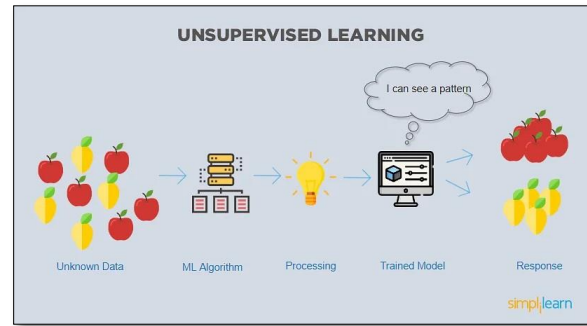 UNSUPERVISED LEARNING
I can see a pattern
Unknown Data
ML Algorithm
Processing
Trained Model
Response
simplilearn